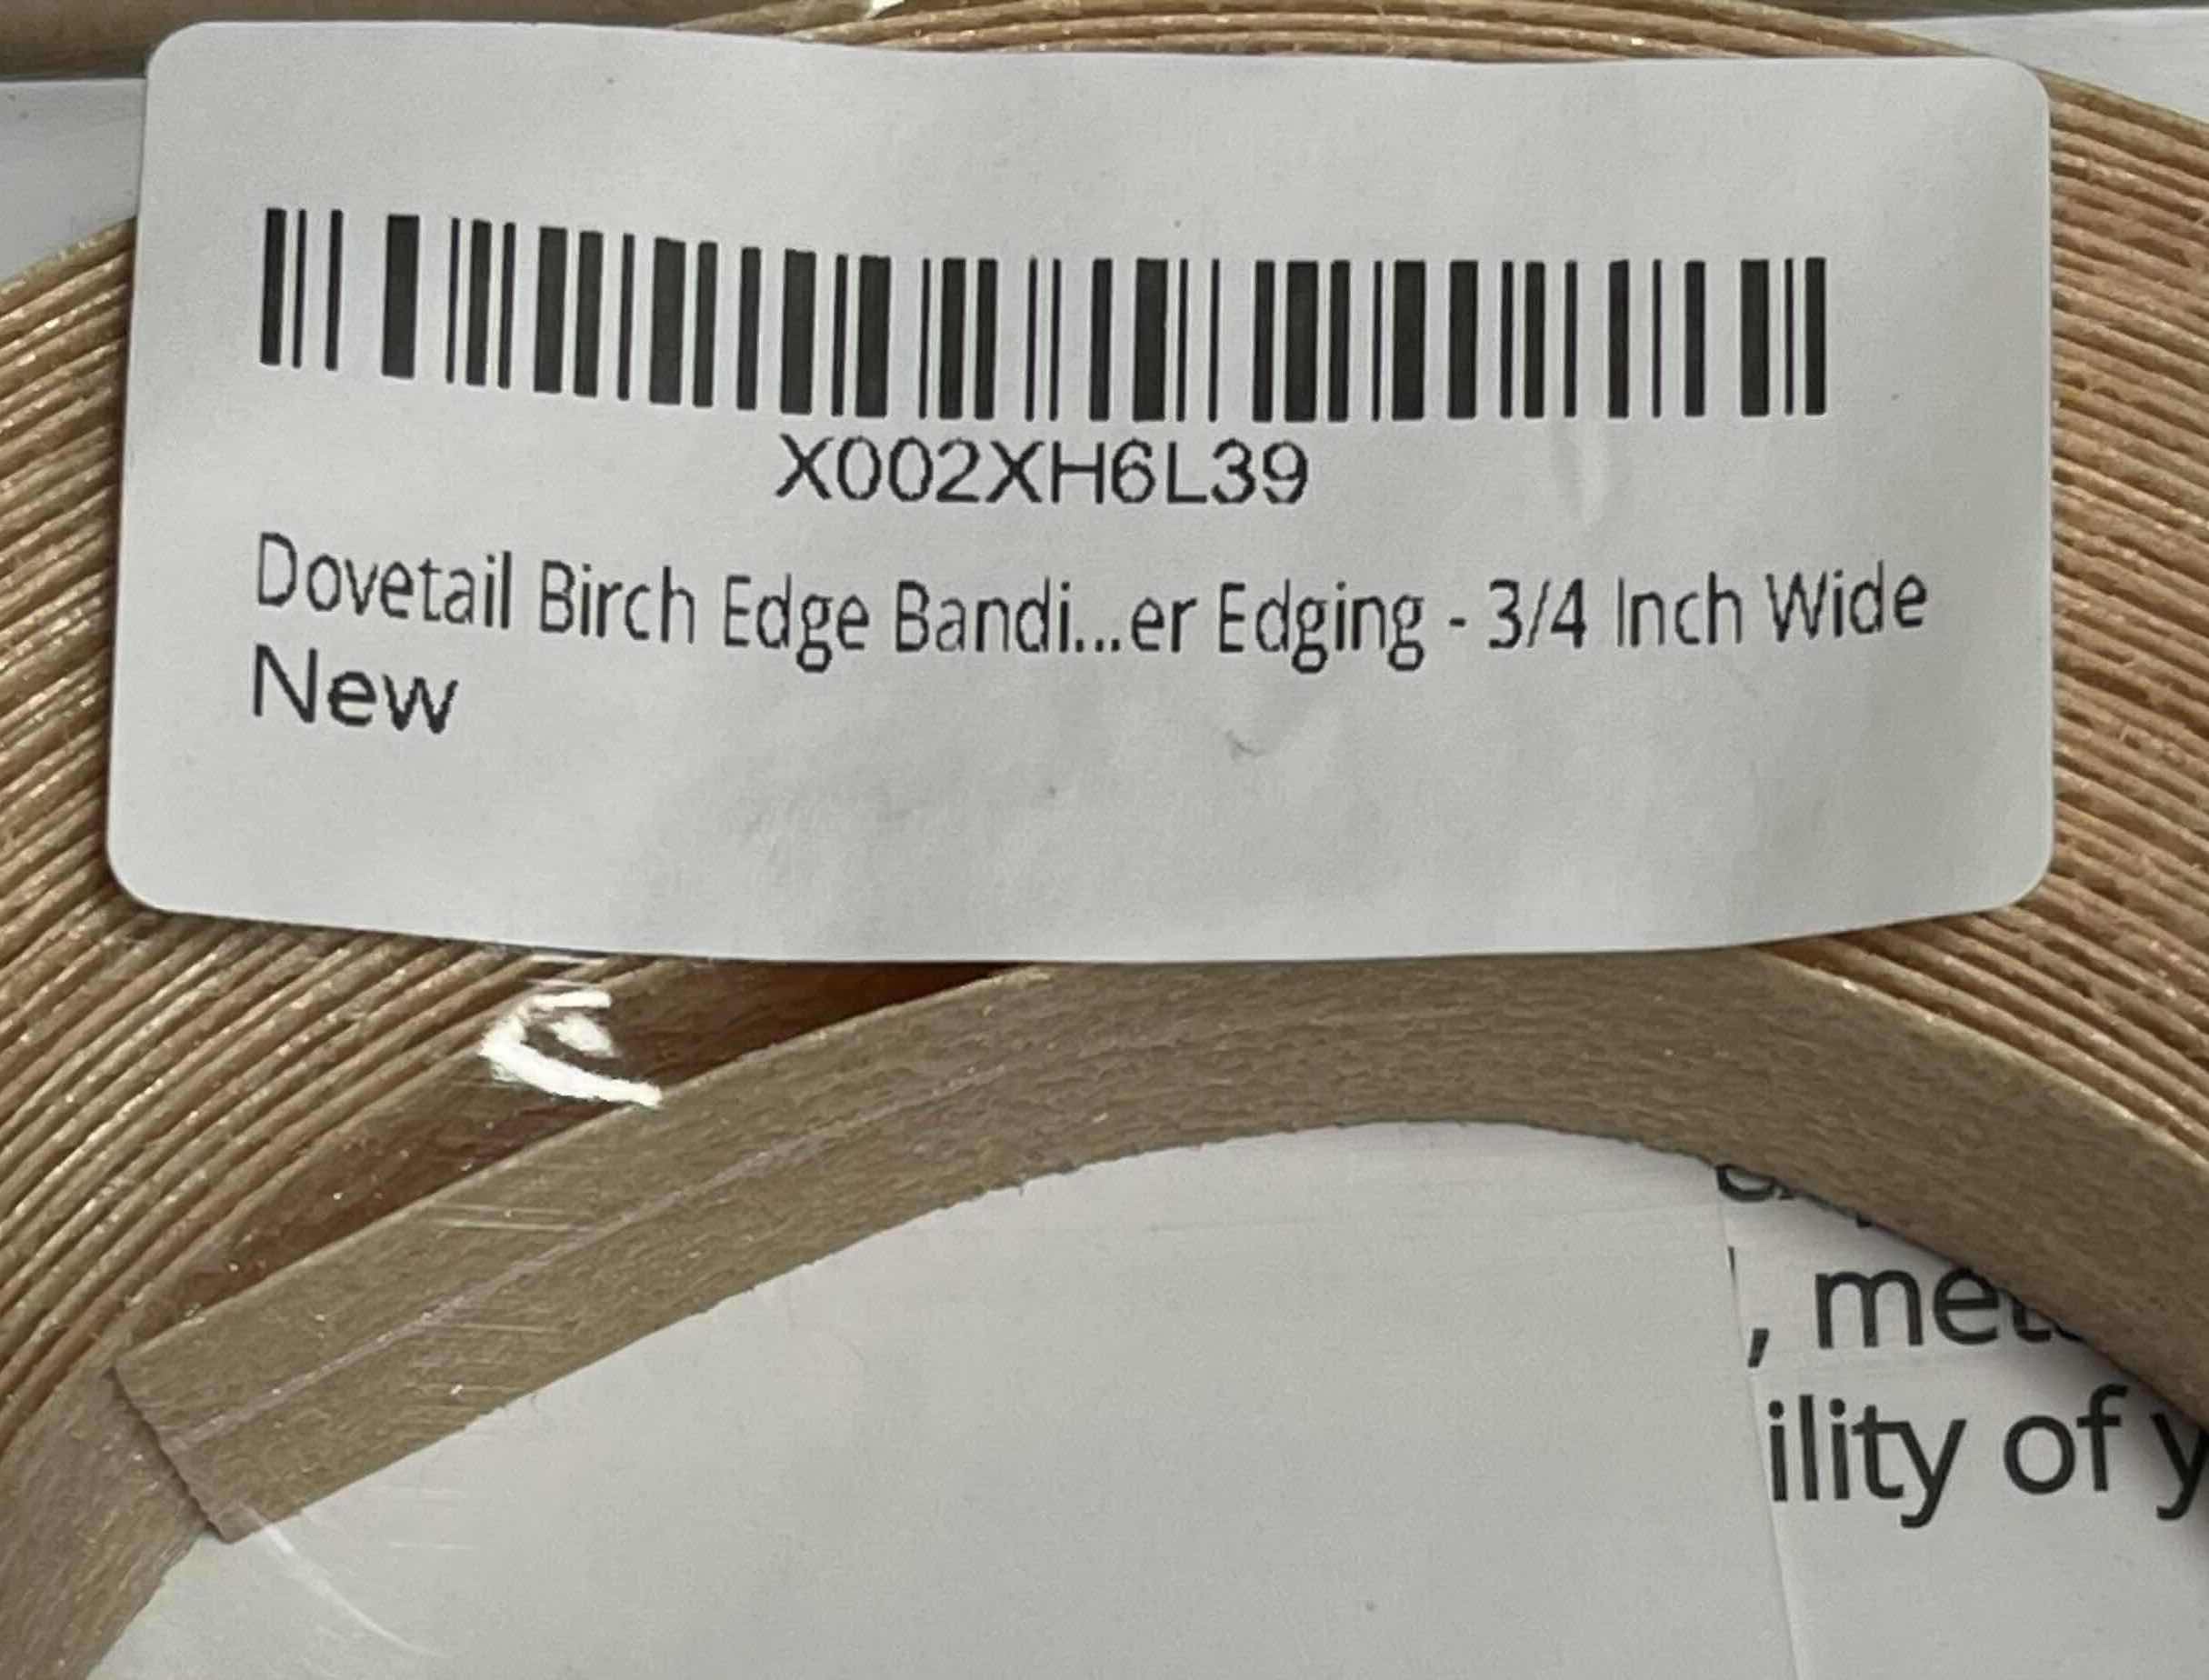 X002XH6L39
Dovetail Birch Edge Bandi...er Edging - 3/4 Inch Wide
New
ility of